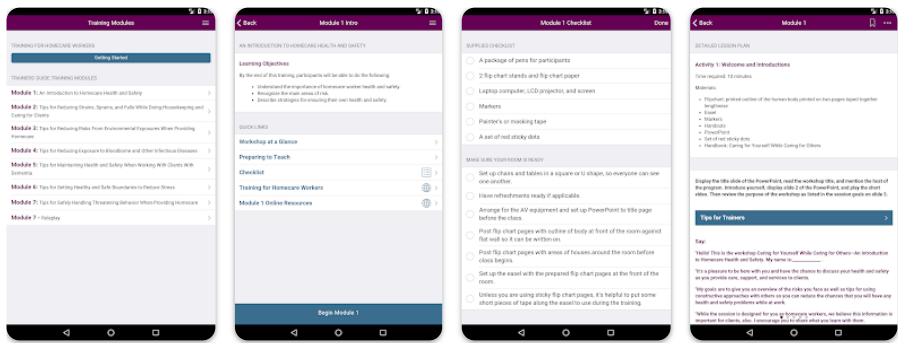 Training Modules
TRAINING FOR HOMECARE WORKERS
Getting Started
TRAINERS GUIDE: TRAINING MODULES
Module 1: An Introduction to Homecare Health and Safety
Module 2: Tips for Reducing Strains, Sprains, and Falls While Doing Housekeeping and
Caring for Clients
Module 3: Tips for Reducing Risks From Environmental Exposures When Providing
Homecare
Module 4: Tips for Reducing Exposure to Bloodborne and Other Infectious Diseases
Module 5: Tips for Maintaining Health and Safety When Working With Clients With
Dementia
Module 6: Tips for Setting Healthy and Safe Boundaries to Reduce Stress
Module 7: Tips for Safely Handling Threatening Behavior When Providing Homecare
Module 7 - Roleplay
Back
Module 1 Intro
AN INTRODUCTION TO HOMECARE HEALTH AND SAFETY
Learning Objectives
By the end of this training, participants will be able to do the following:
• Understand the importance of homecare worker health and safety.
• Recognize the main areas of risk.
• Describe strategies for ensuring their own health and safety.
QUICK LINKS
Workshop at a Glance
Preparing to Teach
Checklist
Training for Homecare Workers
Module 1 Online Resources
Begin Module 1
Module 1 Checklist
Done
SUPPLIES CHECKLIST
A package of pens for participants
2 flip chart stands and flip chart paper
Laptop computer, LCD projector, and screen
Markers
Painter's or masking tape
A set of red sticky dots
MAKE SURE YOUR ROOM IS READY
Set up chairs and tables in a square or U shape, so everyone can see
one another.
Have refreshments ready if applicable.
Arrange for the AV equipment and set up PowerPoint to title page
before the class.
Post flip chart pages with outline of body at front of the room against
flat wall so it can be written on.
Post flip chart pages with areas of houses around the room before
class begins.
Set up the easel with the prepared flip chart pages at the front of the
room.
Unless you are using sticky flip chart pages, it's helpful to put some
short pieces of tape along the easel to use during the training.
Back
Module 1
DETAILED LESSON PLAN
Activity 1: Welcome and Introductions
Time required: 10 minutes
Materials:
• Flipchart: printed outline of the human body printed on two pages taped together
lengthwise
• Easel
• Markers
• Handouts
• PowerPoint
• Set of red sticky dots
• Handbook: Caring for Yourself While Caring for Others
Display the title slide of the PowerPoint, read the workshop title, and mention the host of
the program. Introduce yourself, display slide 2 of the PowerPoint, and play the short
video. Then review the purpose of the workshop as listed in the session goals on slide 3.
Tips for Trainers
Say:
"Hello! This is the workshop Caring for Yourself While Caring for Others–An Introduction
to Homecare Health and Safety. My name is __________.
"It's a pleasure to be here with you and have the chance to discuss your health and safety
as you provide care, support, and services to clients.
"My goals are to give you an overview of the risks you face as well as tips for using
constructive approaches with others so you can reduce the chances that you will have any
health and safety problems while at work.
"While the session is designed for you as homecare workers, we believe this information is
important for clients, also. I encourage you to share what you learn with them.